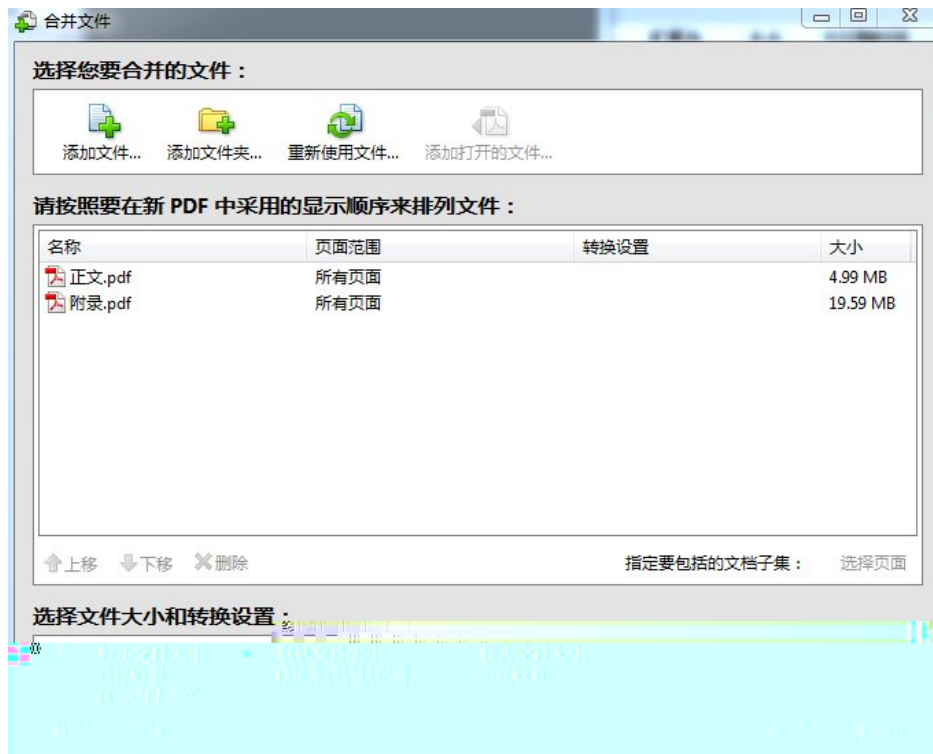 合并文件
选择您要合并的文件：
添加文件... 添加文件夹... 重新使用文件... 添加打开的文件...
请按照要在新 PDF 中采用的显示顺序来排列文件：
名称 页面范围 转换设置 大小
正文.pdf 所有页面 4.99 MB
附录.pdf 所有页面 19.59 MB
上移 下移 删除 指定要包括的文档子集： 选择页面
选择文件大小和转换设置：